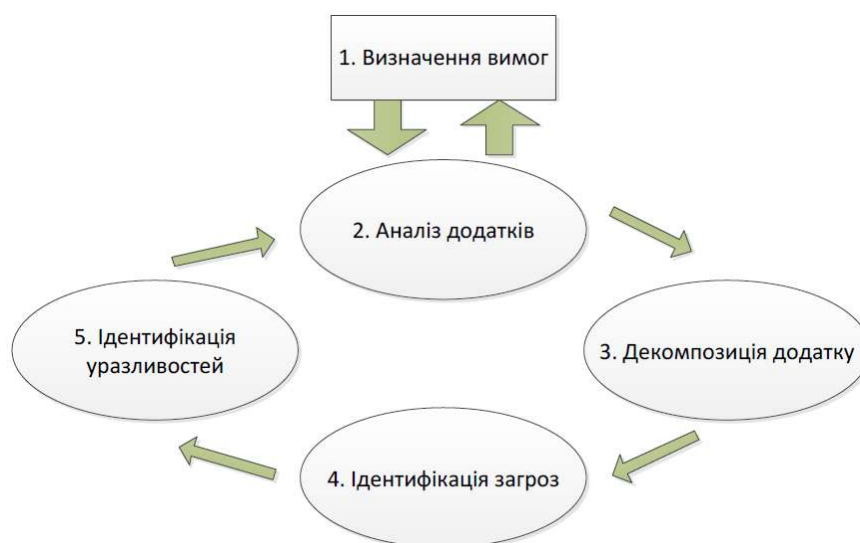 1. Визначення вимог
2. Аналіз додатків
3. Декомпозиція додатку
4. Ідентифікація загроз
5. Ідентифікація
уразливостей